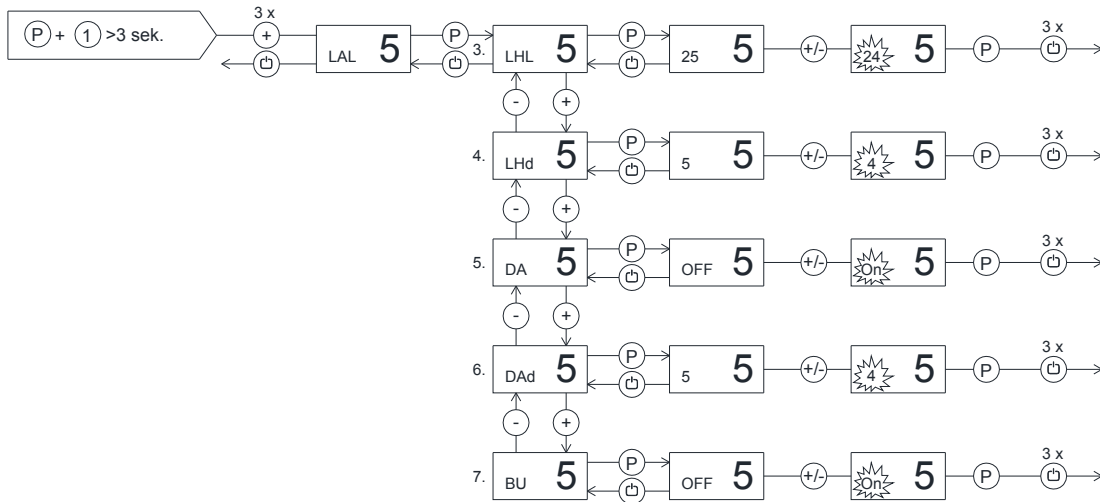 3 x 3 x
P + 1 >3 sek. + LAL 5 P 3. LHL 5 P 25 5 +/- 24 5 P
- +
4. LHd 5 P 5 5 +/- 4 5 P 3 x
- +
5. DA 5 P OFF 5 +/- On 5 P 3 x
- +
6. DAd 5 P 5 5 +/- 4 5 P 3 x
- +
7. BU 5 P OFF 5 +/- On 5 P 3 x